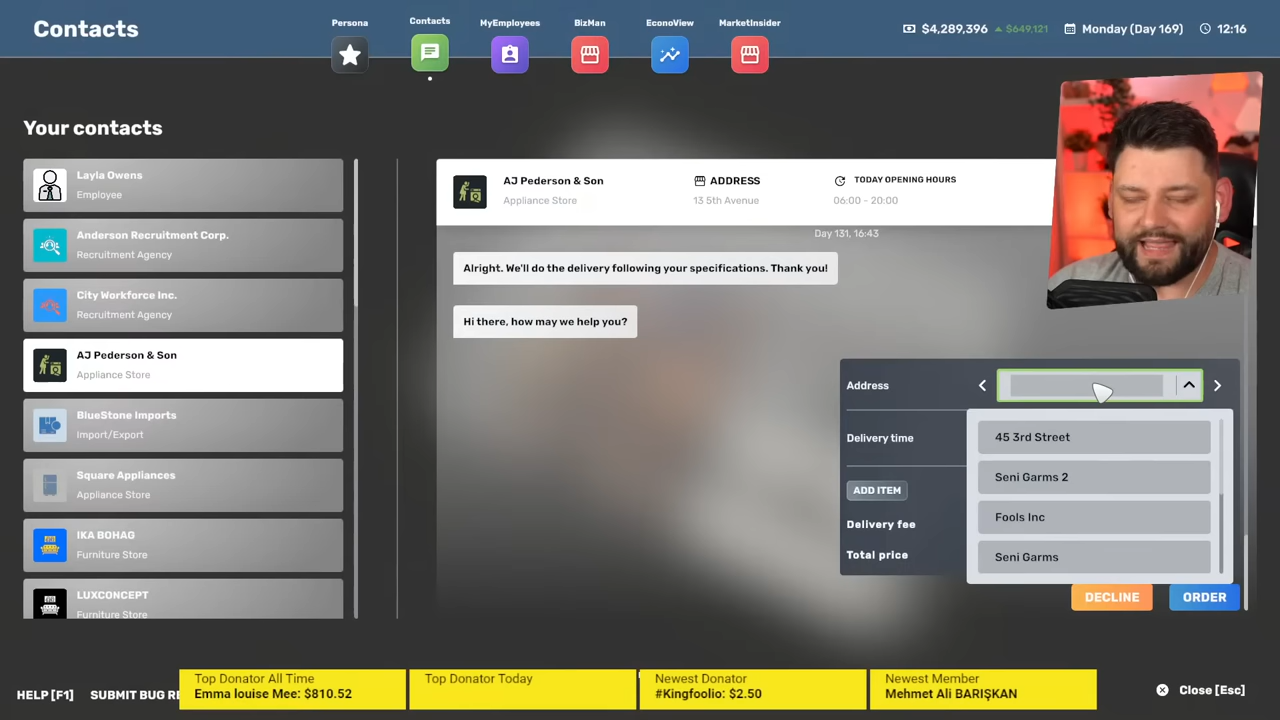 Contacts
Persona
Contacts
MyEmployees
BizMan
EconoView
MarketInsider
$4,289,396 ▲ $649,121
Monday (Day 169)
12:16
Your contacts
Layla Owens
Employee
Anderson Recruitment Corp.
Recruitment Agency
City Workforce Inc.
Recruitment Agency
AJ Pederson & Son
Appliance Store
BlueStone Imports
Import/Export
Square Appliances
Appliance Store
IKA BOHAG
Furniture Store
LUXCONCEPT
Furniture Store
AJ Pederson & Son
Appliance Store
ADDRESS
13 5th Avenue
TODAY OPENING HOURS
06:00 - 20:00
Day 131, 16:43
Alright. We'll do the delivery following your specifications. Thank you!
Hi there, how may we help you?
Address
Delivery time
ADD ITEM
Delivery fee
Total price
45 3rd Street
Seni Garms 2
Fools Inc
Seni Garms
DECLINE
ORDER
HELP [F1]
SUBMIT BUG RE
Top Donator All Time
Emma louise Mee: $810.52
Top Donator Today
Newest Donator
#Kingfoolio: $2.50
Newest Member
Mehmet Ali BARIŞKAN
Close [Esc]